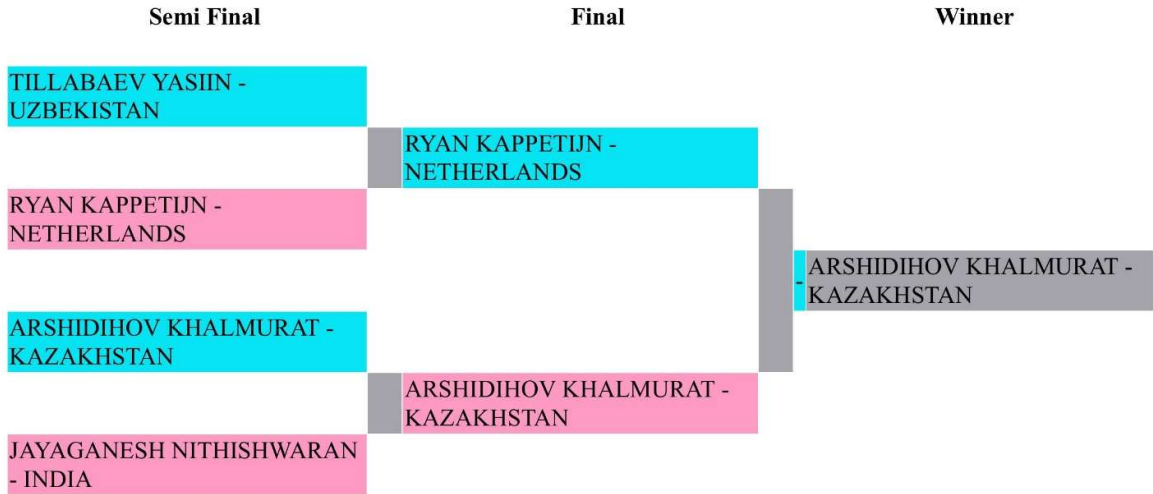 Semi Final
Final
Winner
TILLABAEV YASIIN -
UZBEKISTAN
RYAN KAPPETIJN -
NETHERLANDS
RYAN KAPPETIJN -
NETHERLANDS
- ARSHIDIHOV KHALMURAT -
KAZAKHSTAN
ARSHIDIHOV KHALMURAT -
KAZAKHSTAN
ARSHIDIHOV KHALMURAT -
KAZAKHSTAN
JAYAGANESH NITHISHWARAN
- INDIA